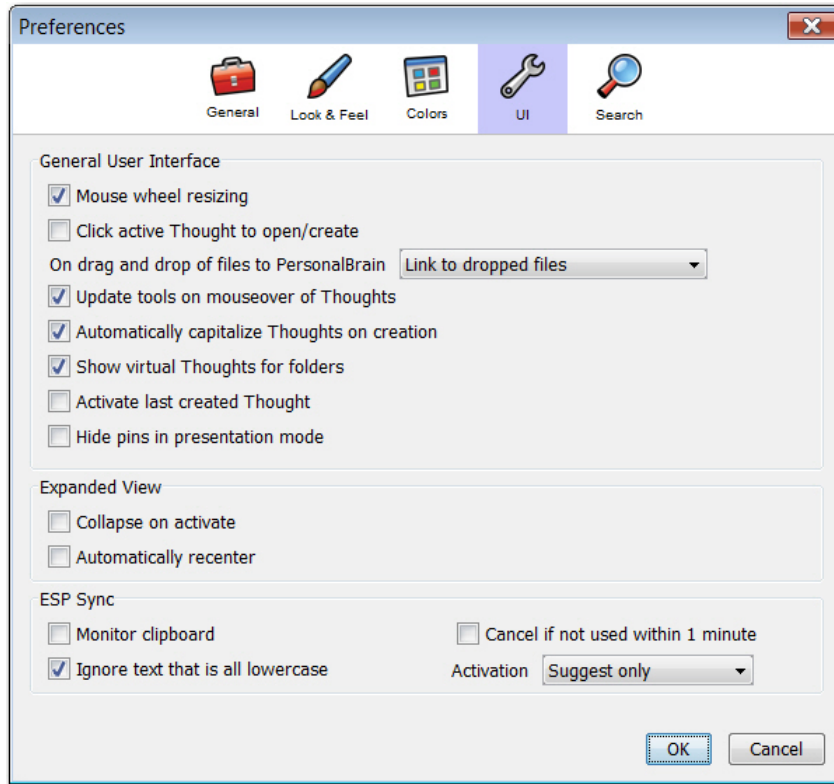 Preferences
General Look & Feel Colors UI Search
General User Interface
Mouse wheel resizing
Click active Thought to open/create
On drag and drop of files to PersonalBrain Link to dropped files
Update tools on mouseover of Thoughts
Automatically capitalize Thoughts on creation
Show virtual Thoughts for folders
Activate last created Thought
Hide pins in presentation mode
Expanded View
Collapse on activate
Automatically recenter
ESP Sync
Monitor clipboard Cancel if not used within 1 minute
Ignore text that is all lowercase Activation Suggest only
OK Cancel